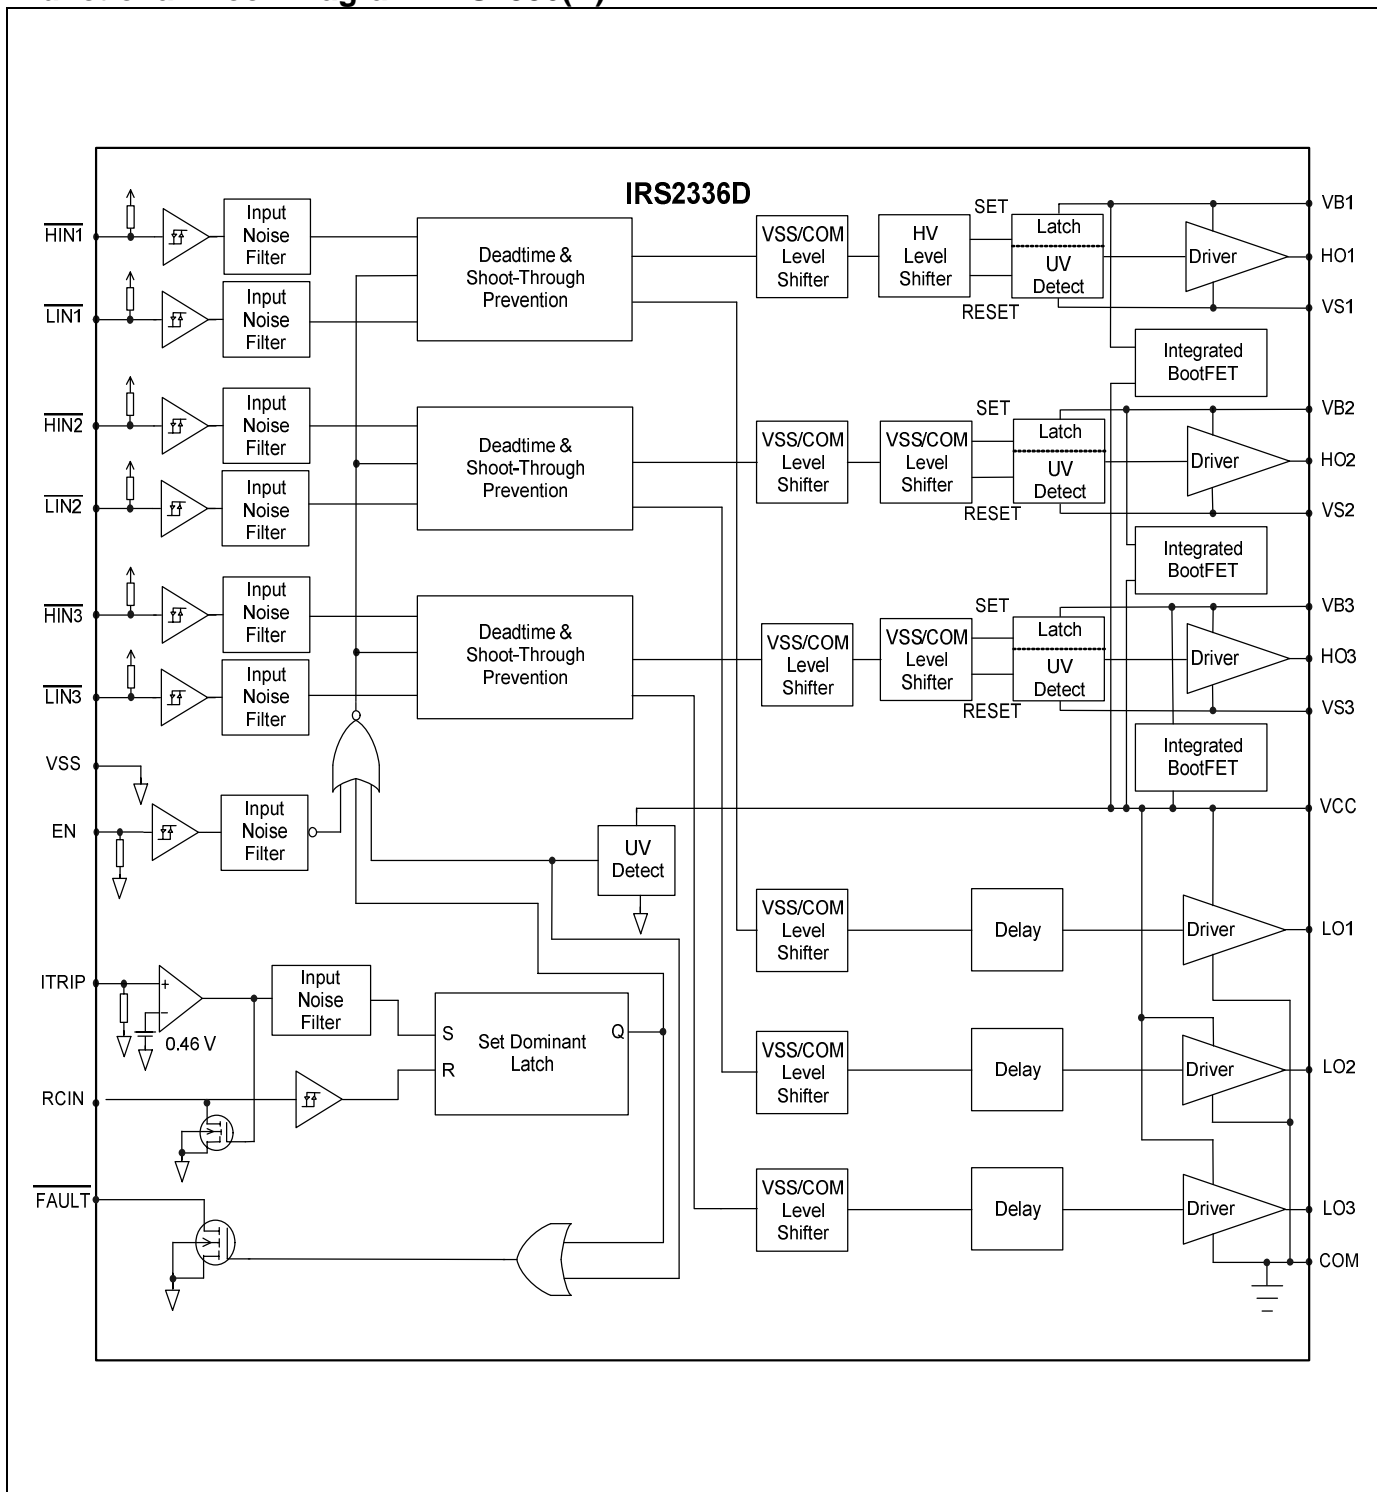 IRS2336D
HIN1
Input
Noise
Filter
LIN1
Input
Noise
Filter
Deadtime &
Shoot-Through
Prevention
VSS/COM
Level
Shifter
HV
Level
Shifter
SET
RESET
Latch
UV
Detect
Driver
VB1
HO1
VS1
Integrated
BootFET
HIN2
Input
Noise
Filter
LIN2
Input
Noise
Filter
Deadtime &
Shoot-Through
Prevention
VSS/COM
Level
Shifter
VSS/COM
Level
Shifter
SET
RESET
Latch
UV
Detect
Driver
VB2
HO2
VS2
Integrated
BootFET
HIN3
Input
Noise
Filter
LIN3
Input
Noise
Filter
Deadtime &
Shoot-Through
Prevention
VSS/COM
Level
Shifter
VSS/COM
Level
Shifter
SET
RESET
Latch
UV
Detect
Driver
VB3
HO3
VS3
Integrated
BootFET
VSS
EN
Input
Noise
Filter
UV
Detect
VCC
VSS/COM
Level
Shifter
Delay
Driver
LO1
ITRIP
+
−
0.46 V
Input
Noise
Filter
S
R
Set Dominant
Latch
Q
RCIN
VSS/COM
Level
Shifter
Delay
Driver
LO2
FAULT
VSS/COM
Level
Shifter
Delay
Driver
LO3
COM